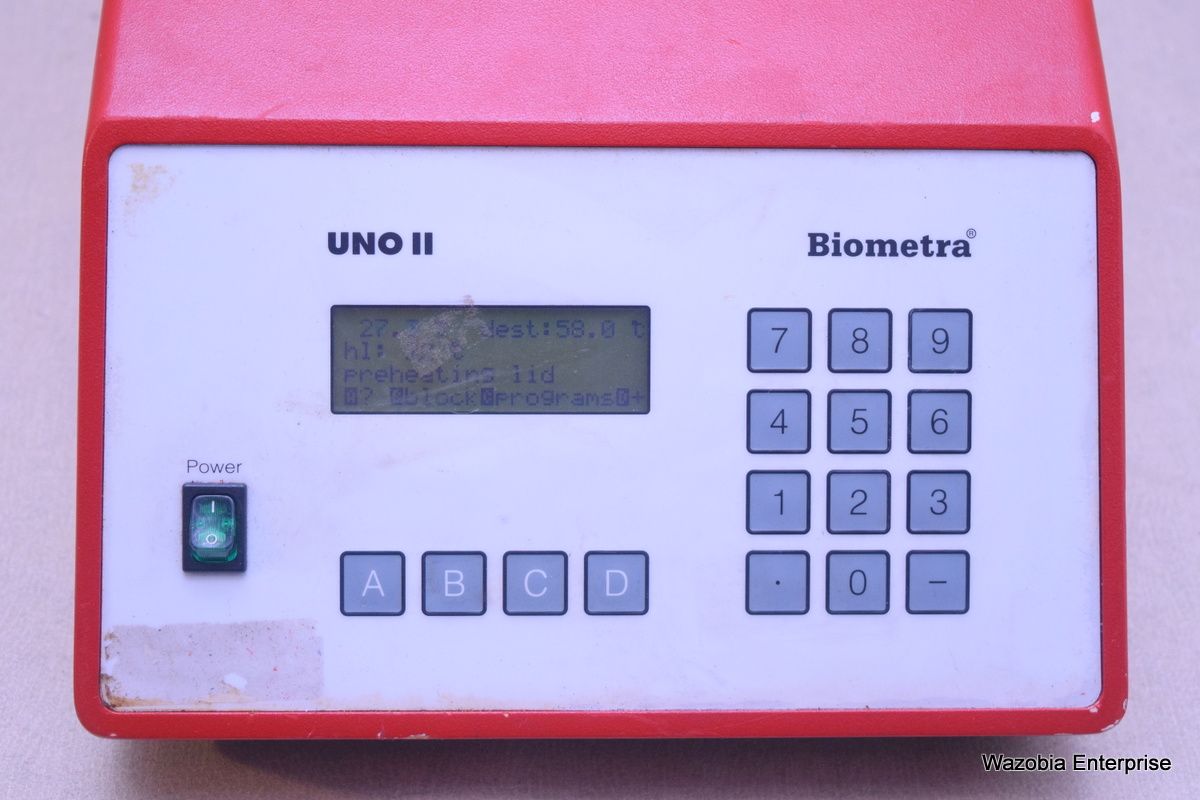 UNO II
Biometra®
dest:58.0 t
hl:
preheating lid
? block programs +
Power
7 8 9
4 5 6
1 2 3
. 0 –
A B C D
Wazobia Enterprise